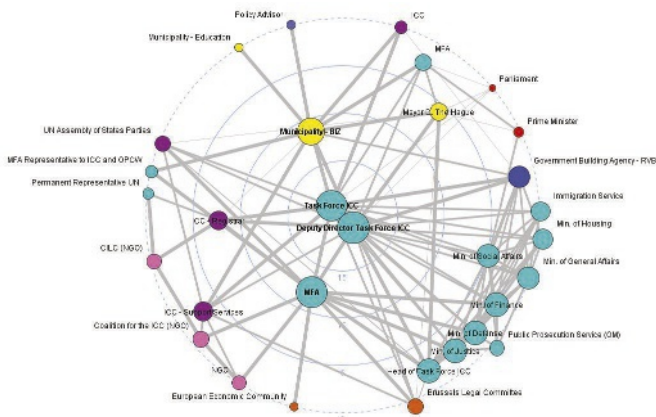 ICC
Policy Advisor
Municipality - Education
MFA
Parliament
Mayor The Hague
Prime Minister
Municipality - BIZ
UN Assembly of States Parties
MFA Representative to ICC and OPCW
Government Building Agency - RVB
Permanent Representative UN
Immigration Service
Task Force ICC
Min. of Housing
ICC - Registrar
Deputy Director Task Force ICC
Min. of Social Affairs
CILC (NGO)
Min. of General Affairs
MFA
Min. of Finance
ICC - Support Services
Coalition for the ICC (NGO)
Min. of Defense
Public Prosecution Service (OM)
Min. of Justice
NGO
Head of Task Force ICC
European Economic Community
Brussels Legal Committee